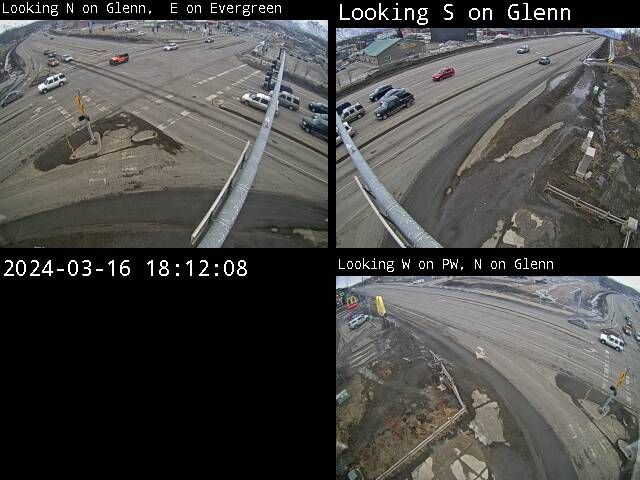 Looking N on Glenn,  E on Evergreen
Looking S on Glenn
2024-03-16 18:12:08
Looking W on PW, N on Glenn